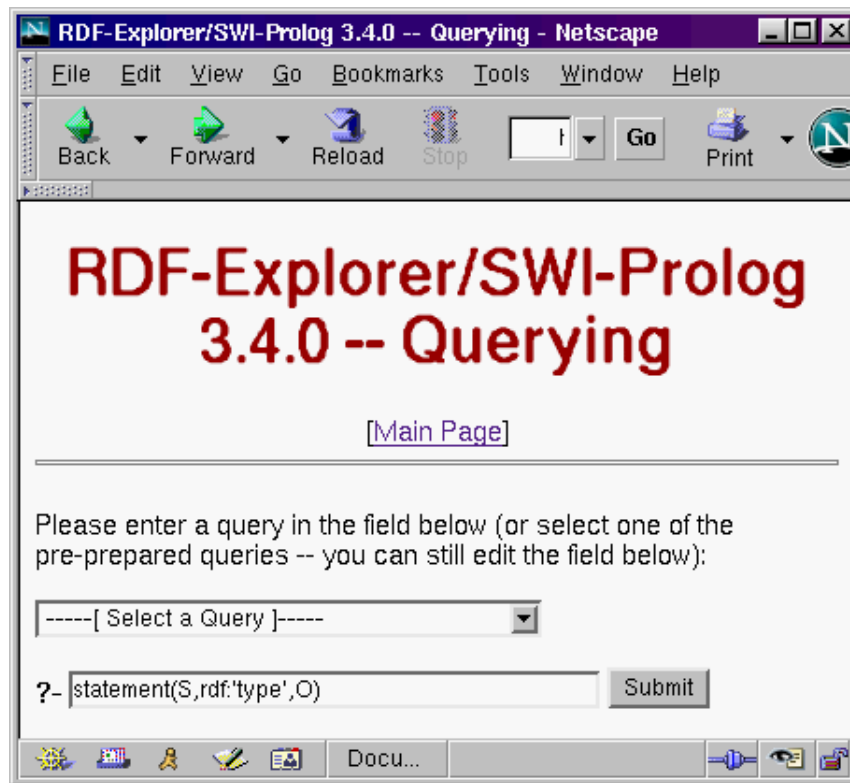 RDF-Explorer/SWI-Prolog 3.4.0 -- Querying - Netscape
File Edit View Go Bookmarks Tools Window Help
Back Forward Reload Stop Go Print
RDF-Explorer/SWI-Prolog
3.4.0 -- Querying
[Main Page]
Please enter a query in the field below (or select one of the
pre-prepared queries -- you can still edit the field below):
-----[ Select a Query ]-----
?- statement(S,rdf:'type',O) Submit
Docu...